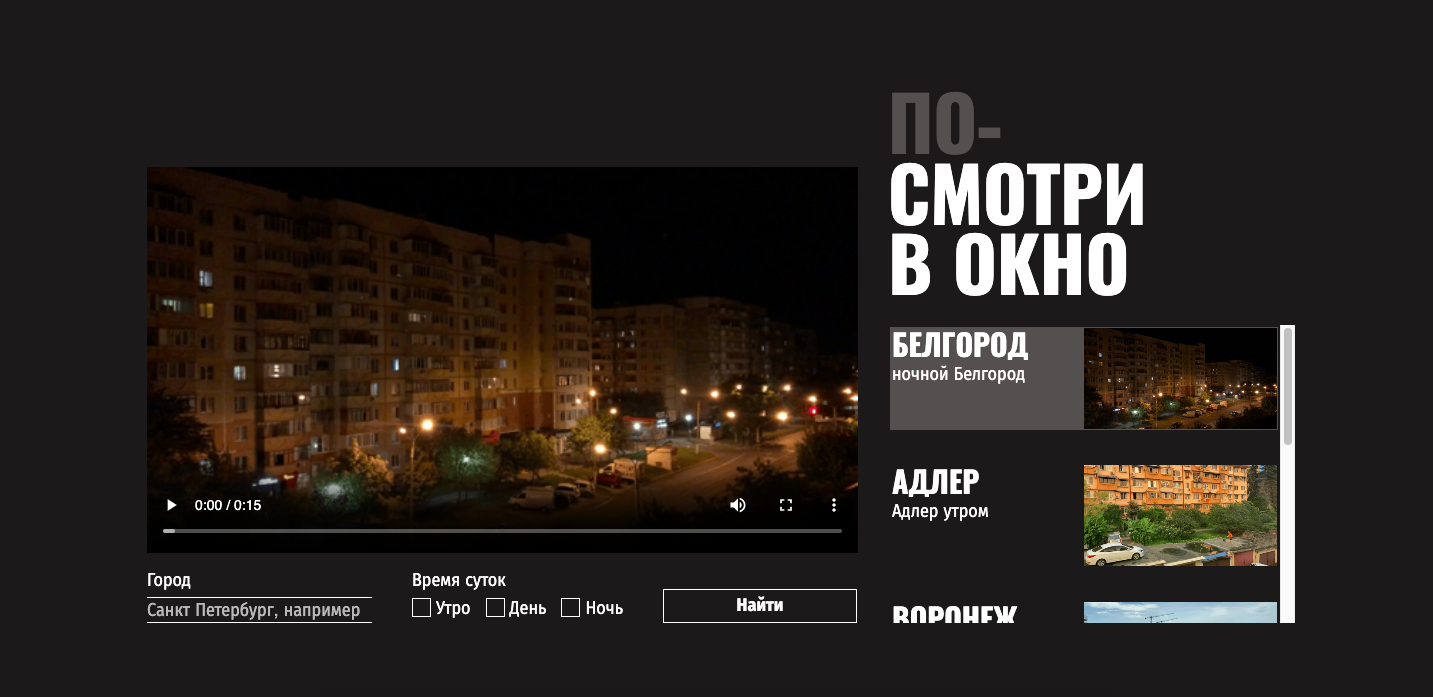 ПО-
СМОТРИ
В ОКНО
0:00 / 0:15
Город
Санкт Петербург, например
Время суток
Утро
День
Ночь
Найти
БЕЛГОРОД
ночной Белгород
АДЛЕР
Адлер утром
ВОРОНЕЖ